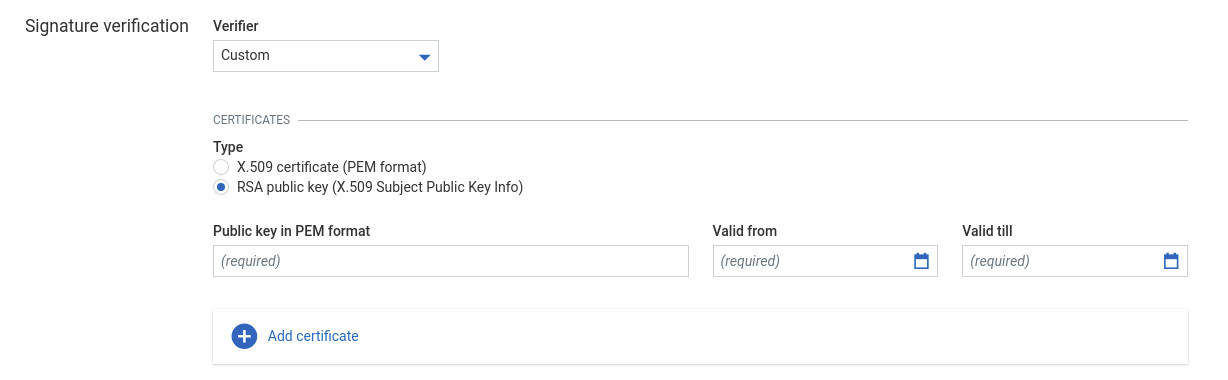 Signature verification
Verifier
Custom
CERTIFICATES
Type
X.509 certificate (PEM format)
RSA public key (X.509 Subject Public Key Info)
Public key in PEM format Valid from Valid till
(required) (required) (required)
Add certificate